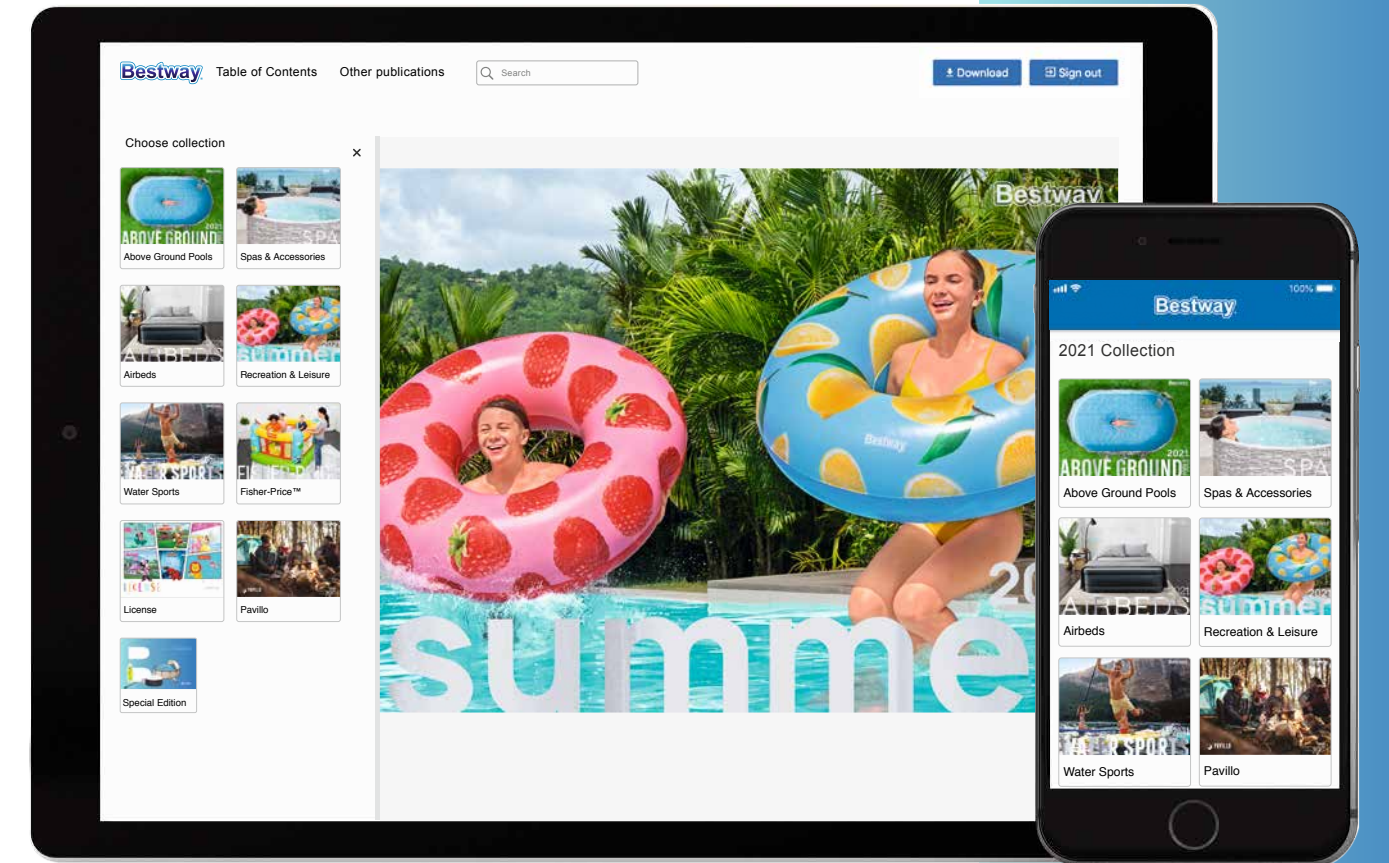 Bestway
Table of Contents
Other publications
Search
Download
Sign out
Choose collection
×
2021
ABOVE GROUND
Above Ground Pools
SPA
Spas & Accessories
AIRBEDS
Airbeds
summer
Recreation & Leisure
WATER SPORTS
Water Sports
Fisher-Price™
LICENSE
License
PAVILLO
Pavillo
Special Edition
Bestway
Bestway
20
summe
100%
Bestway
2021 Collection
2021
ABOVE GROUND
Above Ground Pools
SPA
Spas & Accessories
2021
AIRBEDS
Airbeds
summer
Recreation & Leisure
WATER SPORTS
Water Sports
PAVILLO
Pavillo